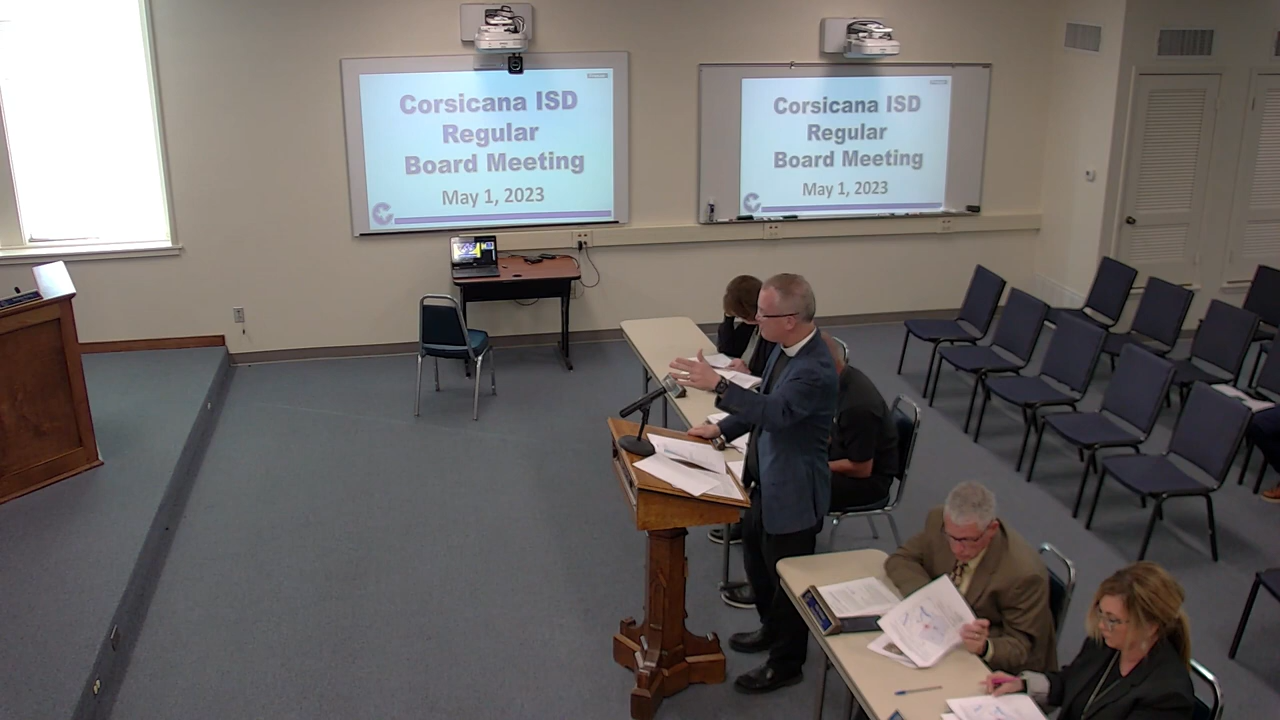 Corsicana ISD
Regular
Board Meeting
May 1, 2023
Corsicana ISD
Regular
Board Meeting
May 1, 2023